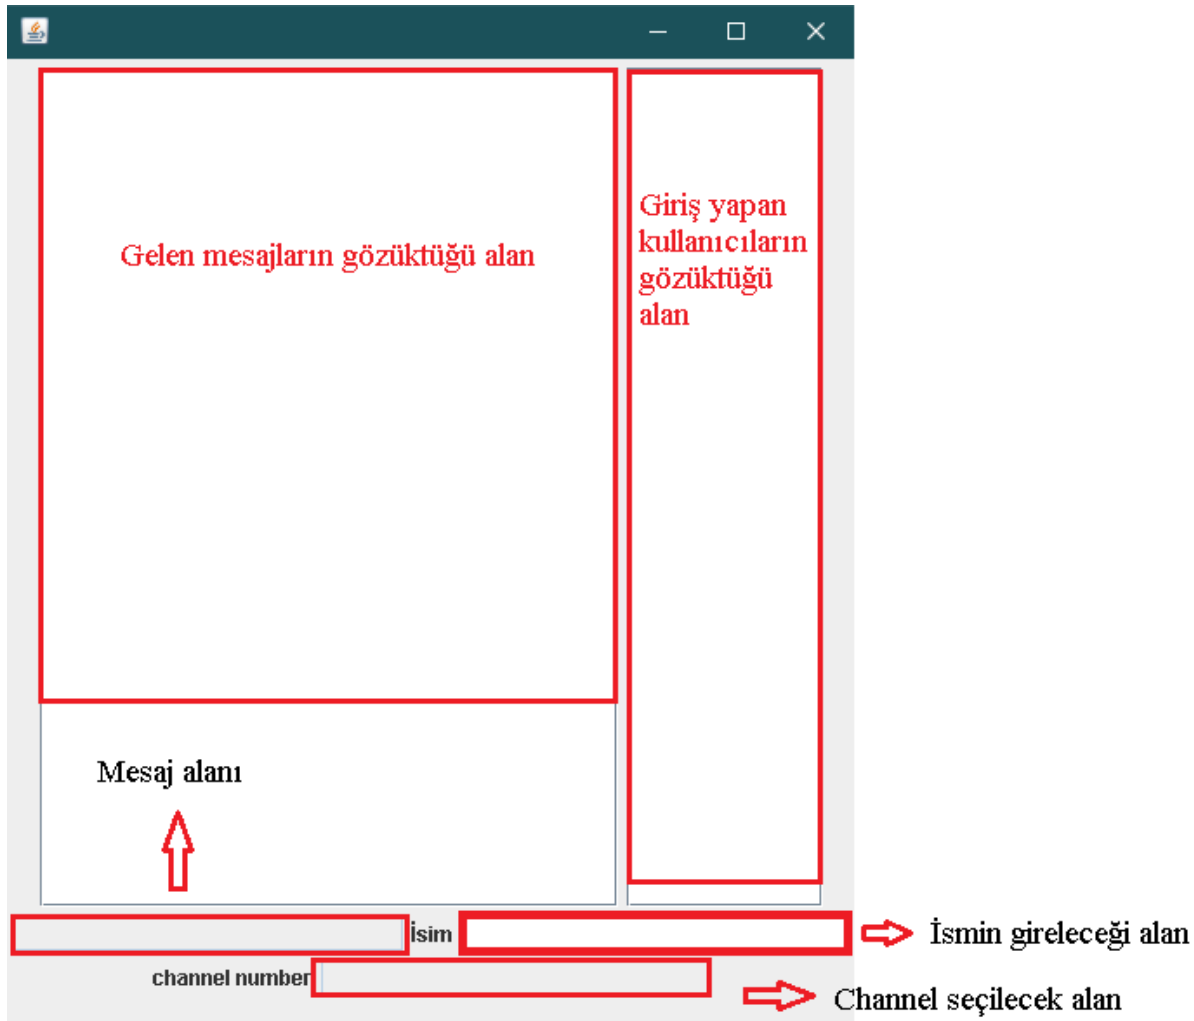 Gelen mesajların gözüktüğü alan
Giriş yapan
kullanıcıların
gözüktüğü
alan
Mesaj alanı
İsim
İsmin gireleceği alan
channel number
Channel seçilecek alan